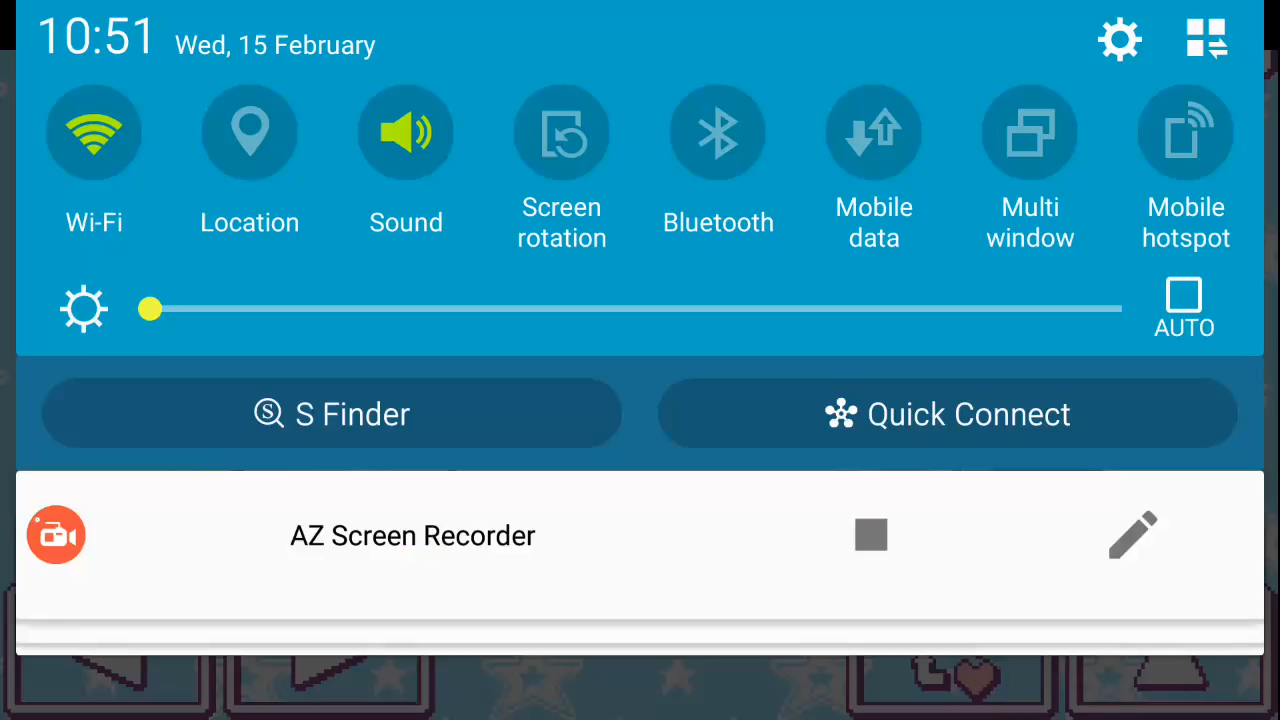 10:51 Wed, 15 February
Wi-Fi
Location
Sound
Screen
rotation
Bluetooth
Mobile
data
Multi
window
Mobile
hotspot
AUTO
S Finder
Quick Connect
AZ Screen Recorder